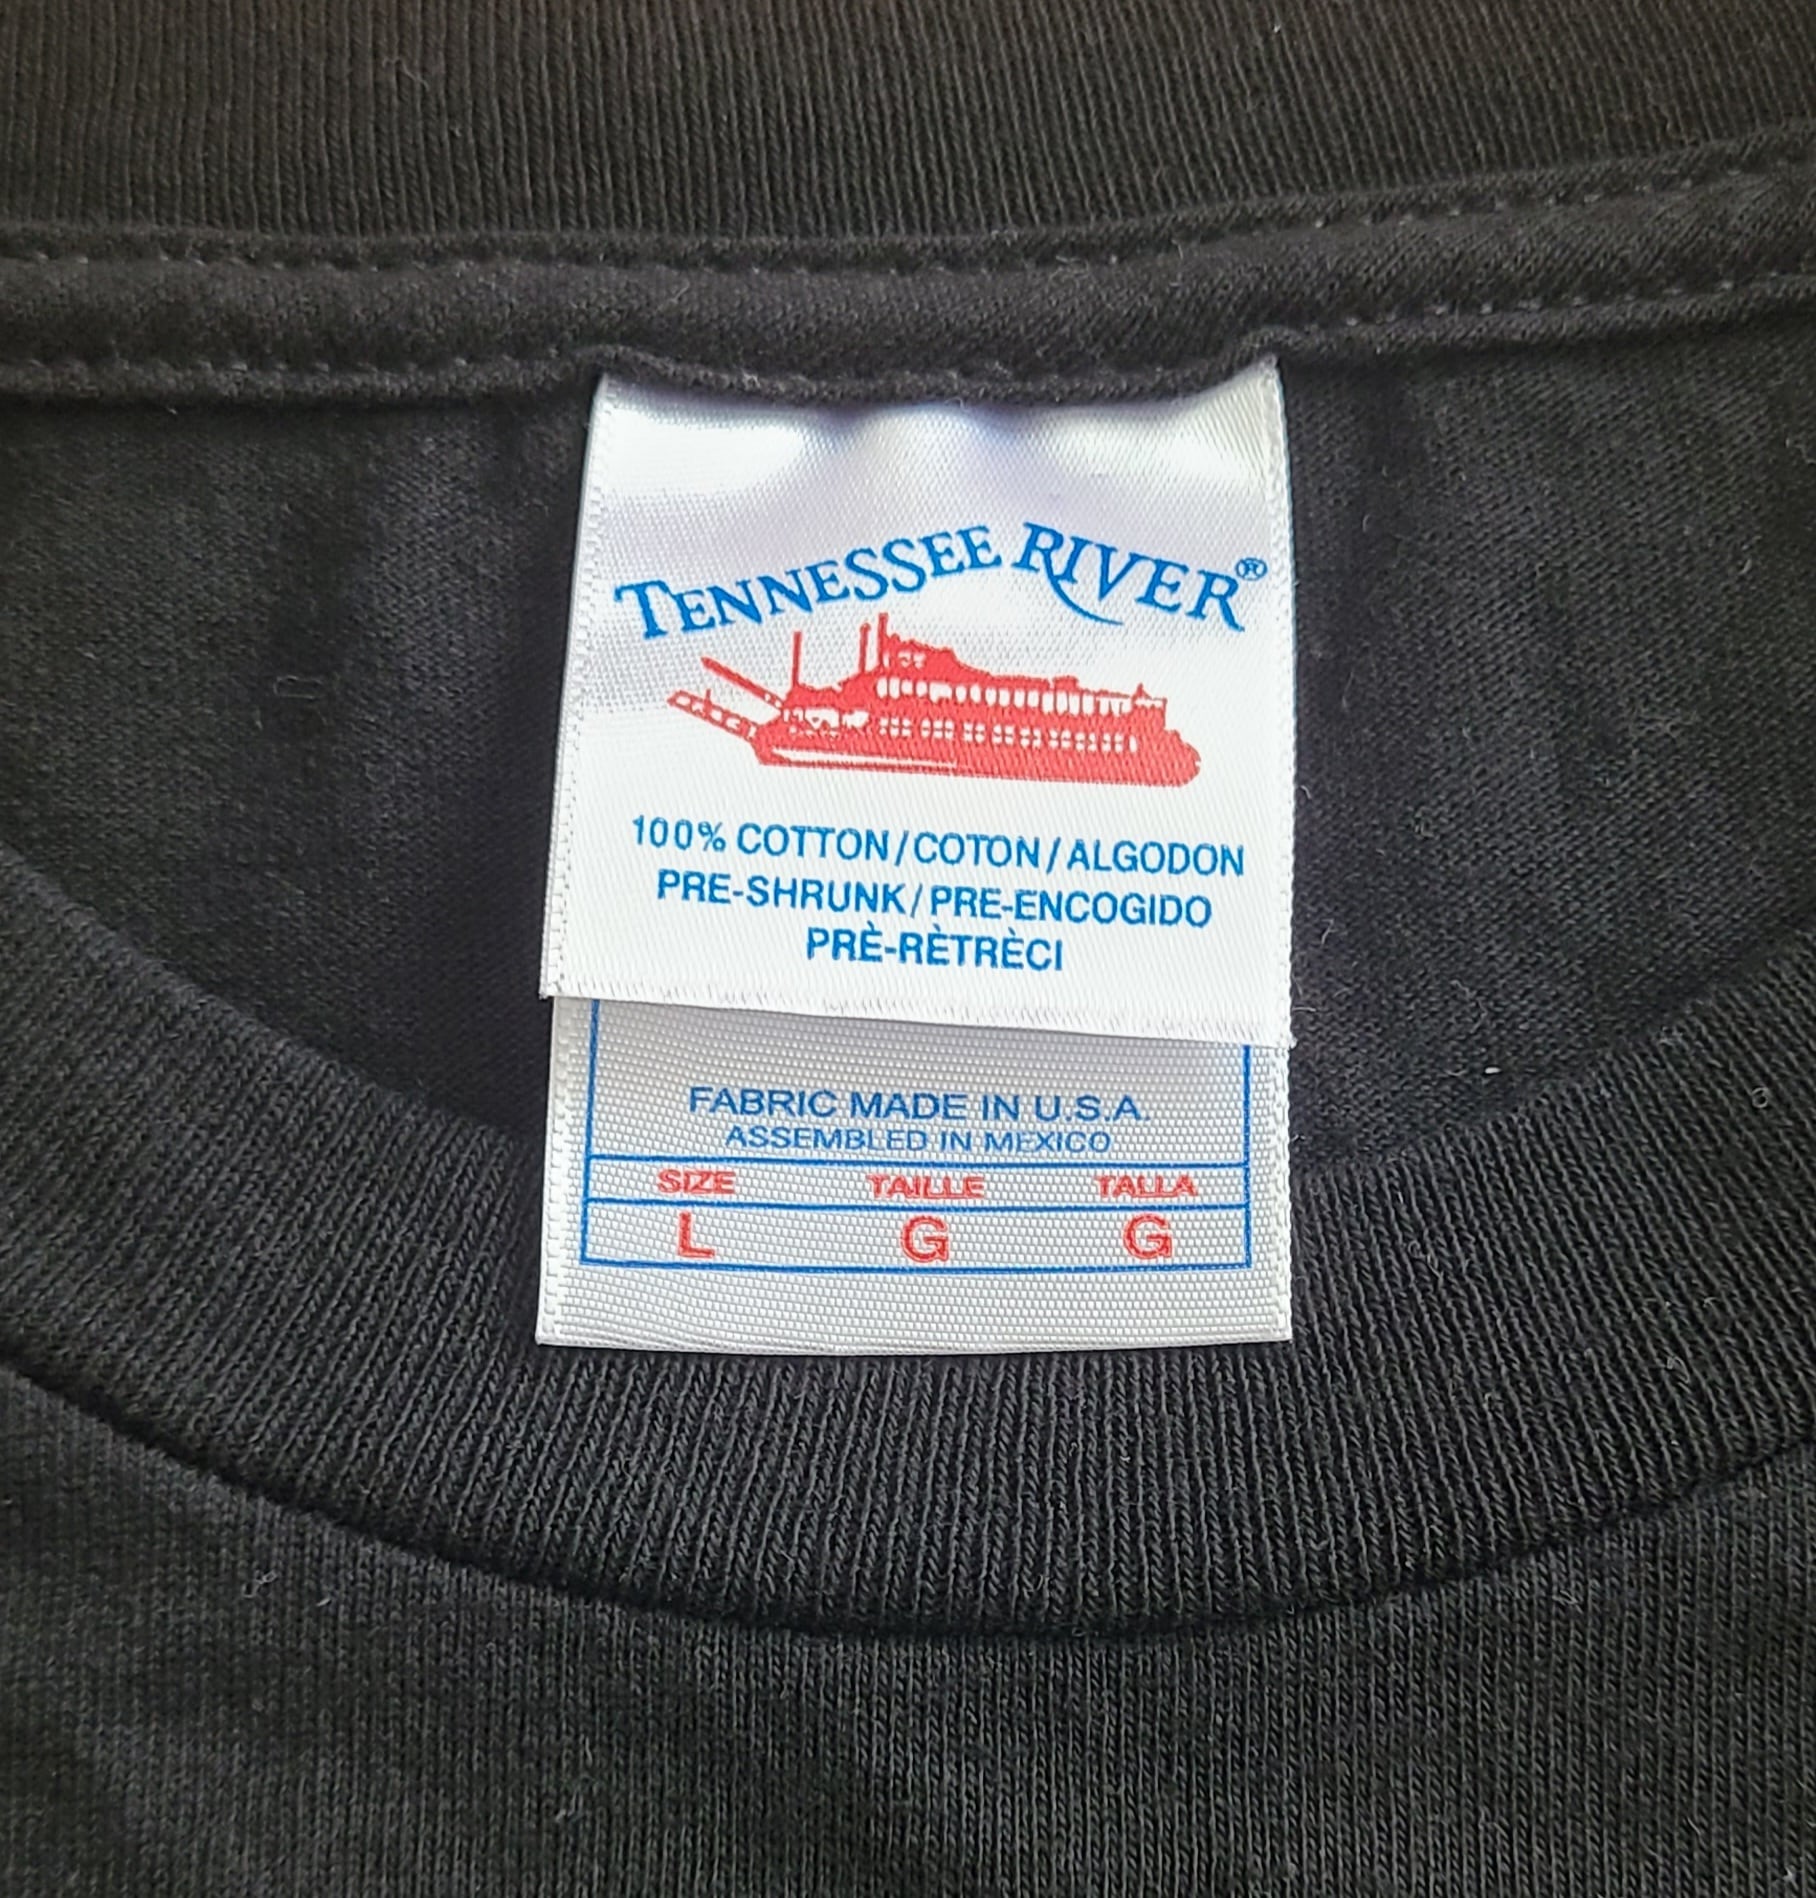 TENNESSEE RIVER®
100% COTTON/COTON/ALGODON
PRE-SHRUNK/PRE-ENCOGIDO
PRÈ-RÈTRÈCI
FABRIC MADE IN U.S.A.
ASSEMBLED IN MEXICO
SIZE TAILLE TALLA
L G G